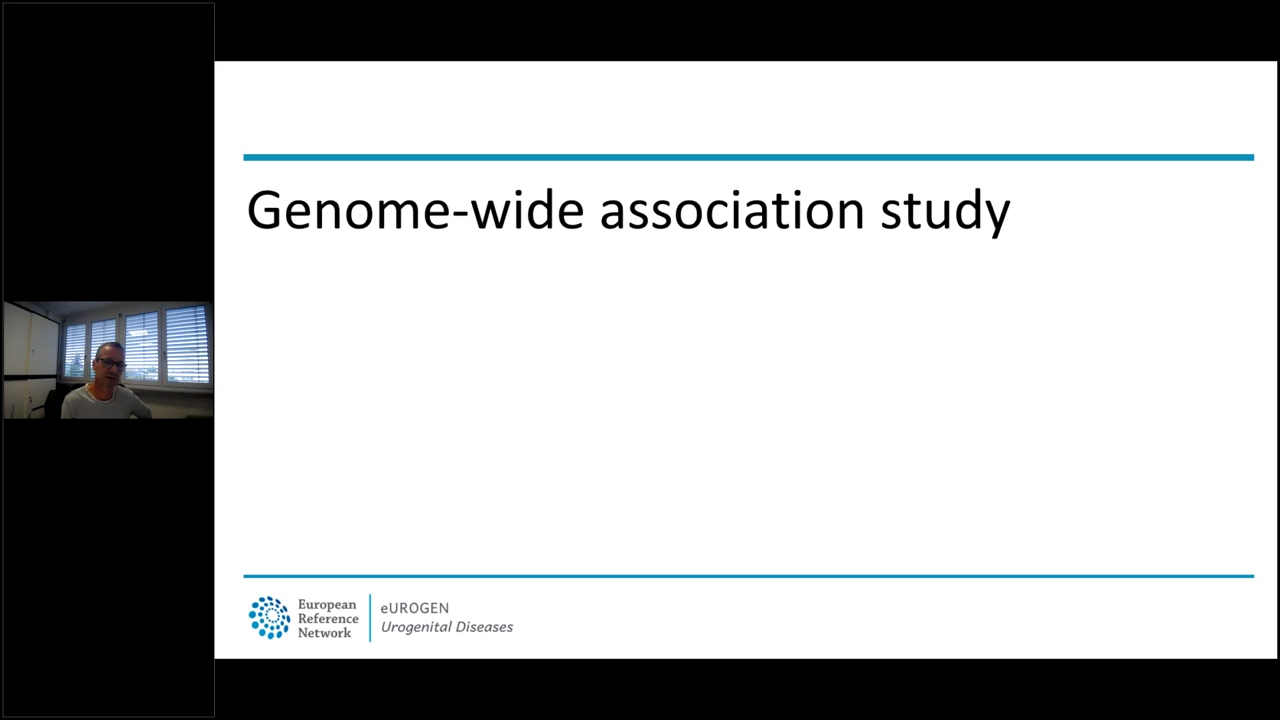 Genome-wide association study
European
Reference
Network
eUROGEN
Urogenital Diseases